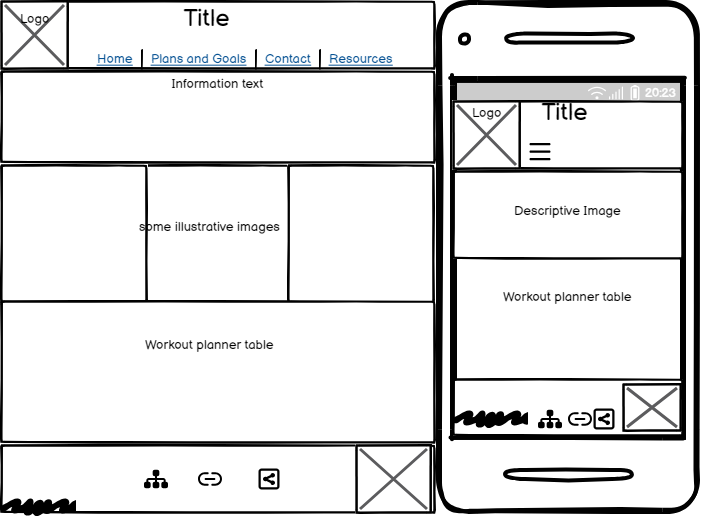 Logo
Title
Home
Plans and Goals
Contact
Resources
Information text
some illustrative images
Workout planner table
20:23
Logo
Title
Descriptive Image
Workout planner table